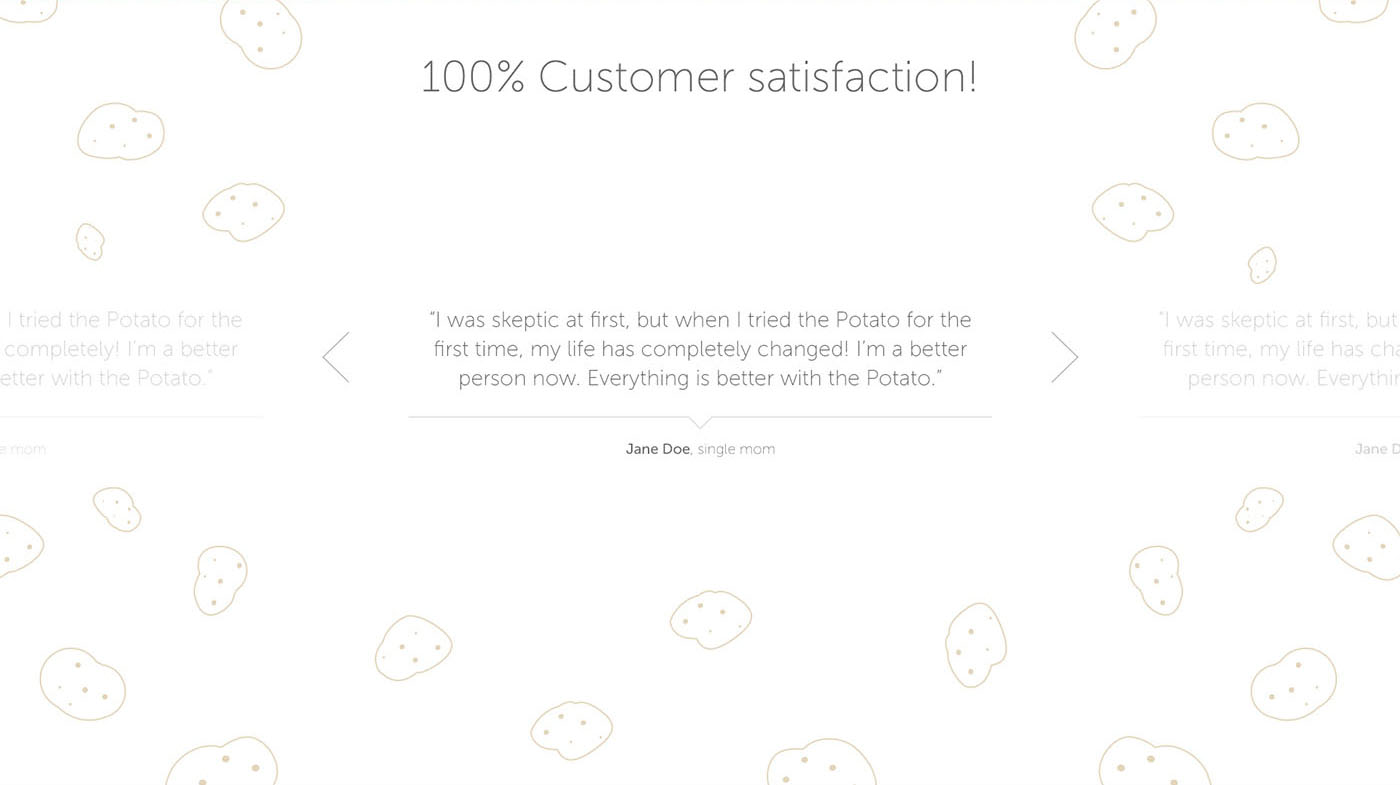 100% Customer satisfaction!
I tried the Potato for the
completely! I’m a better
etter with the Potato.”
e mom
“I was skeptic at first, but when I tried the Potato for the
first time, my life has completely changed! I’m a better
person now. Everything is better with the Potato.”
Jane Doe, single mom
“I was skeptic at first, but
first time, my life has cha
person now. Everythin
Jane D